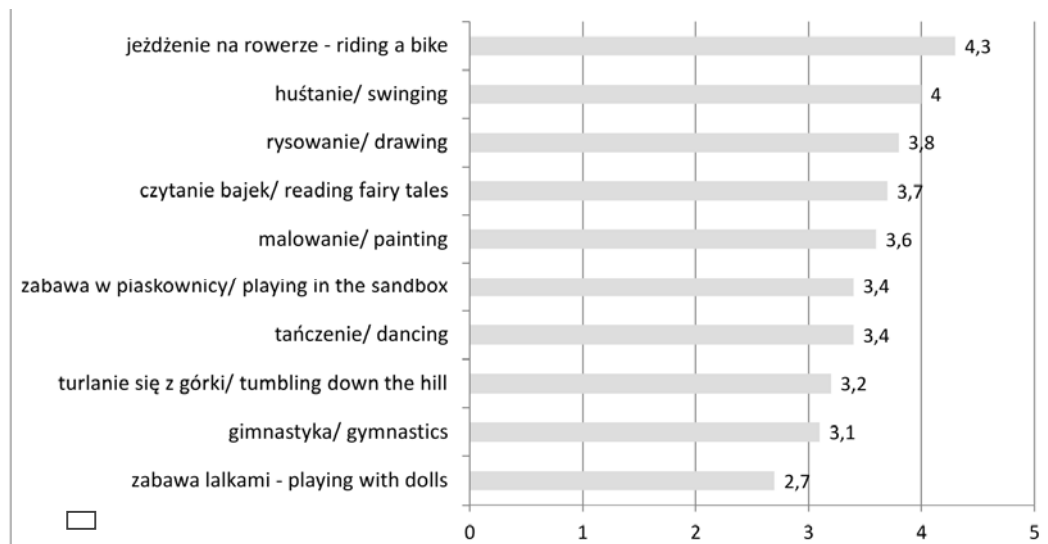 jeżdżenie na rowerze - riding a bike 4,3
huśtanie/ swinging 4
rysowanie/ drawing 3,8
czytanie bajek/ reading fairy tales 3,7
malowanie/ painting 3,6
zabawa w piaskownicy/ playing in the sandbox 3,4
tańczenie/ dancing 3,4
turlanie się z górki/ tumbling down the hill 3,2
gimnastyka/ gymnastics 3,1
zabawa lalkami - playing with dolls 2,7
0 1 2 3 4 5